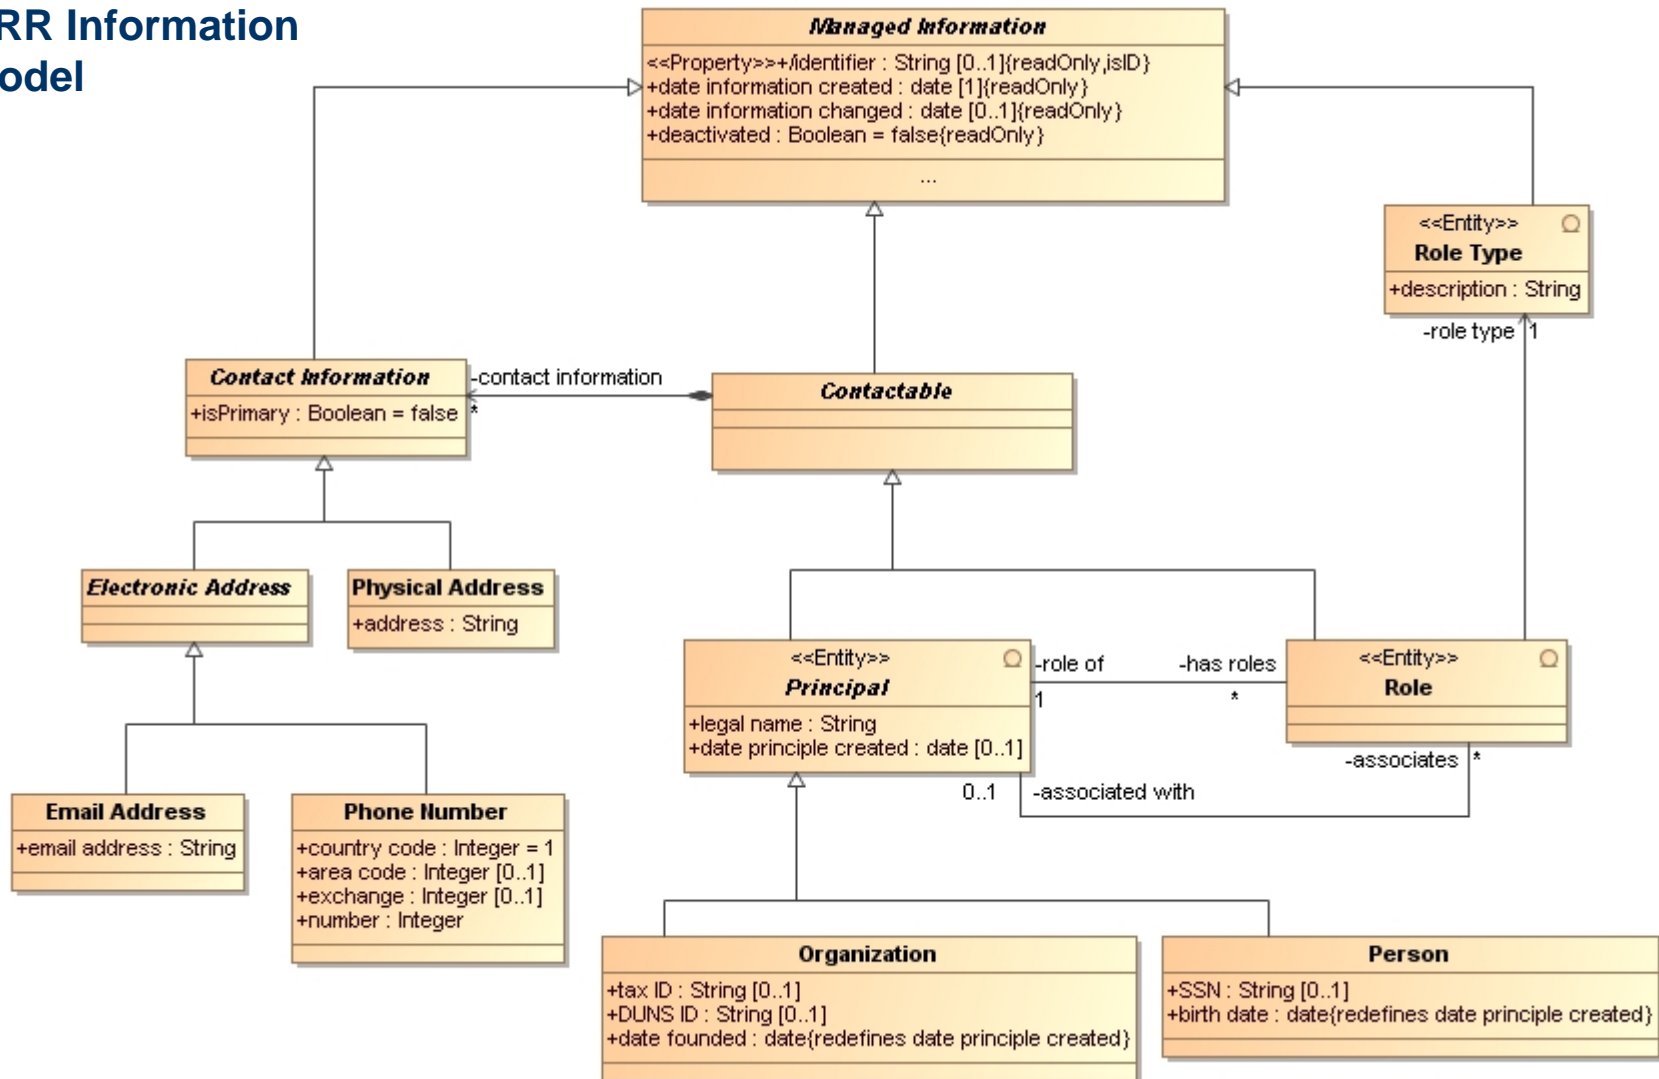 RR Information
odel
Managed Information
<<Property>>+/identifier : String [0..1]{readOnly,isID}
+date information created : date [1]{readOnly}
+date information changed : date [0..1]{readOnly}
+deactivated : Boolean = false{readOnly}
...
<<Entity>>
Role Type
+description : String
-role type 1
Contact Information
+isPrimary : Boolean = false
-contact information
*
Contactable
Electronic Address
Physical Address
+address : String
<<Entity>>
Principal
+legal name : String
+date principle created : date [0..1]
-role of
1
-has roles
*
<<Entity>>
Role
-associates *
0..1 -associated with
Email Address
+email address : String
Phone Number
+country code : Integer = 1
+area code : Integer [0..1]
+exchange : Integer [0..1]
+number : Integer
Organization
+tax ID : String [0..1]
+DUNS ID : String [0..1]
+date founded : date{redefines date principle created}
Person
+SSN : String [0..1]
+birth date : date{redefines date principle created}